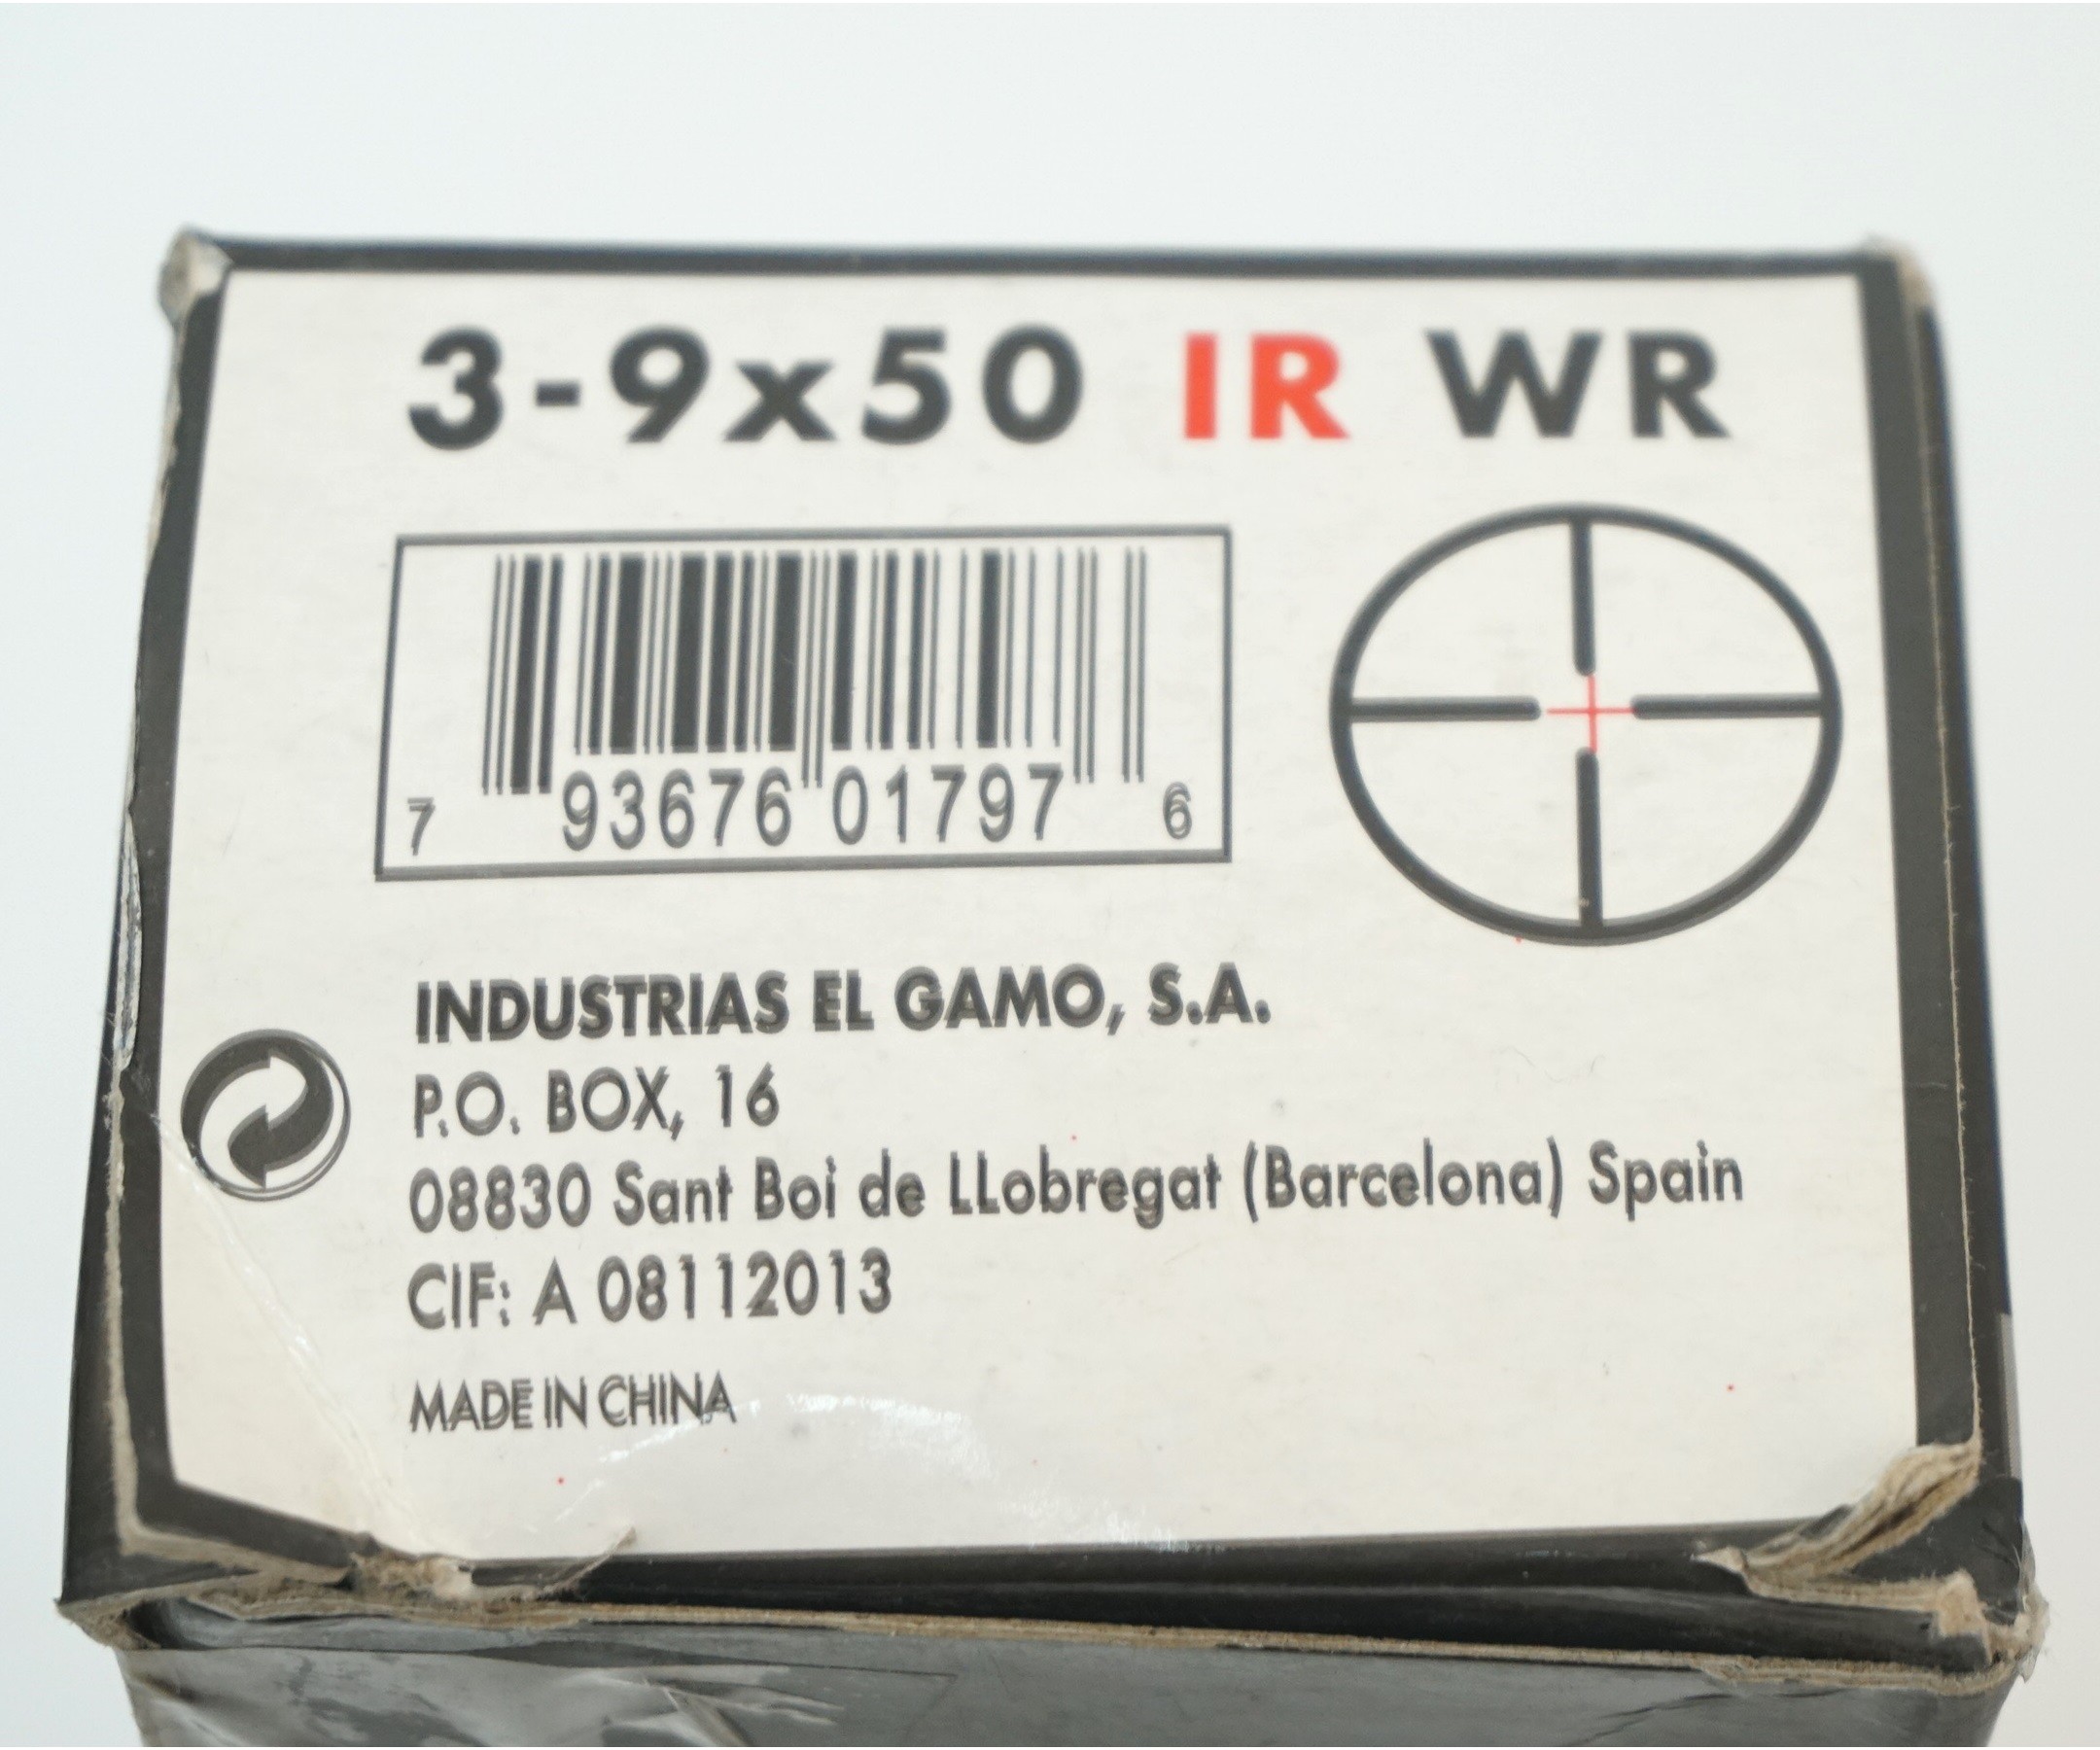 3-9x50 IR WR
7 93676 01797 6
INDUSTRIAS EL GAMO, S.A.
P.O. BOX, 16
08830 Sant Boi de LLobregat (Barcelona) Spain
CIF: A 08112013
MADE IN CHINA